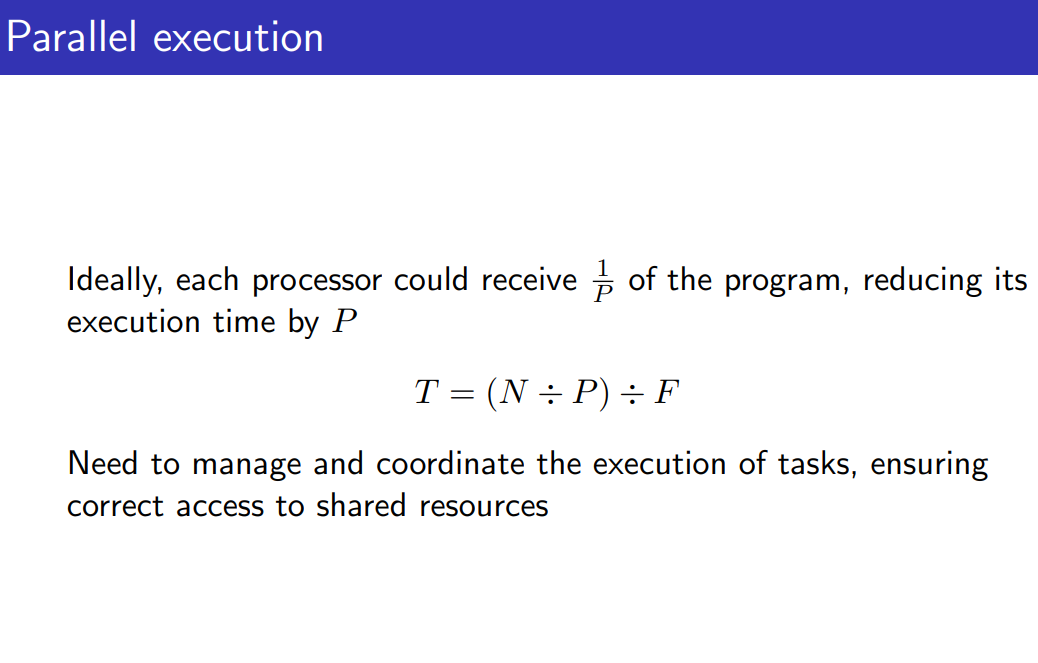 Parallel execution
Ideally, each processor could receive 1/P of the program, reducing its
execution time by P
T = (N ÷ P) ÷ F
Need to manage and coordinate the execution of tasks, ensuring
correct access to shared resources